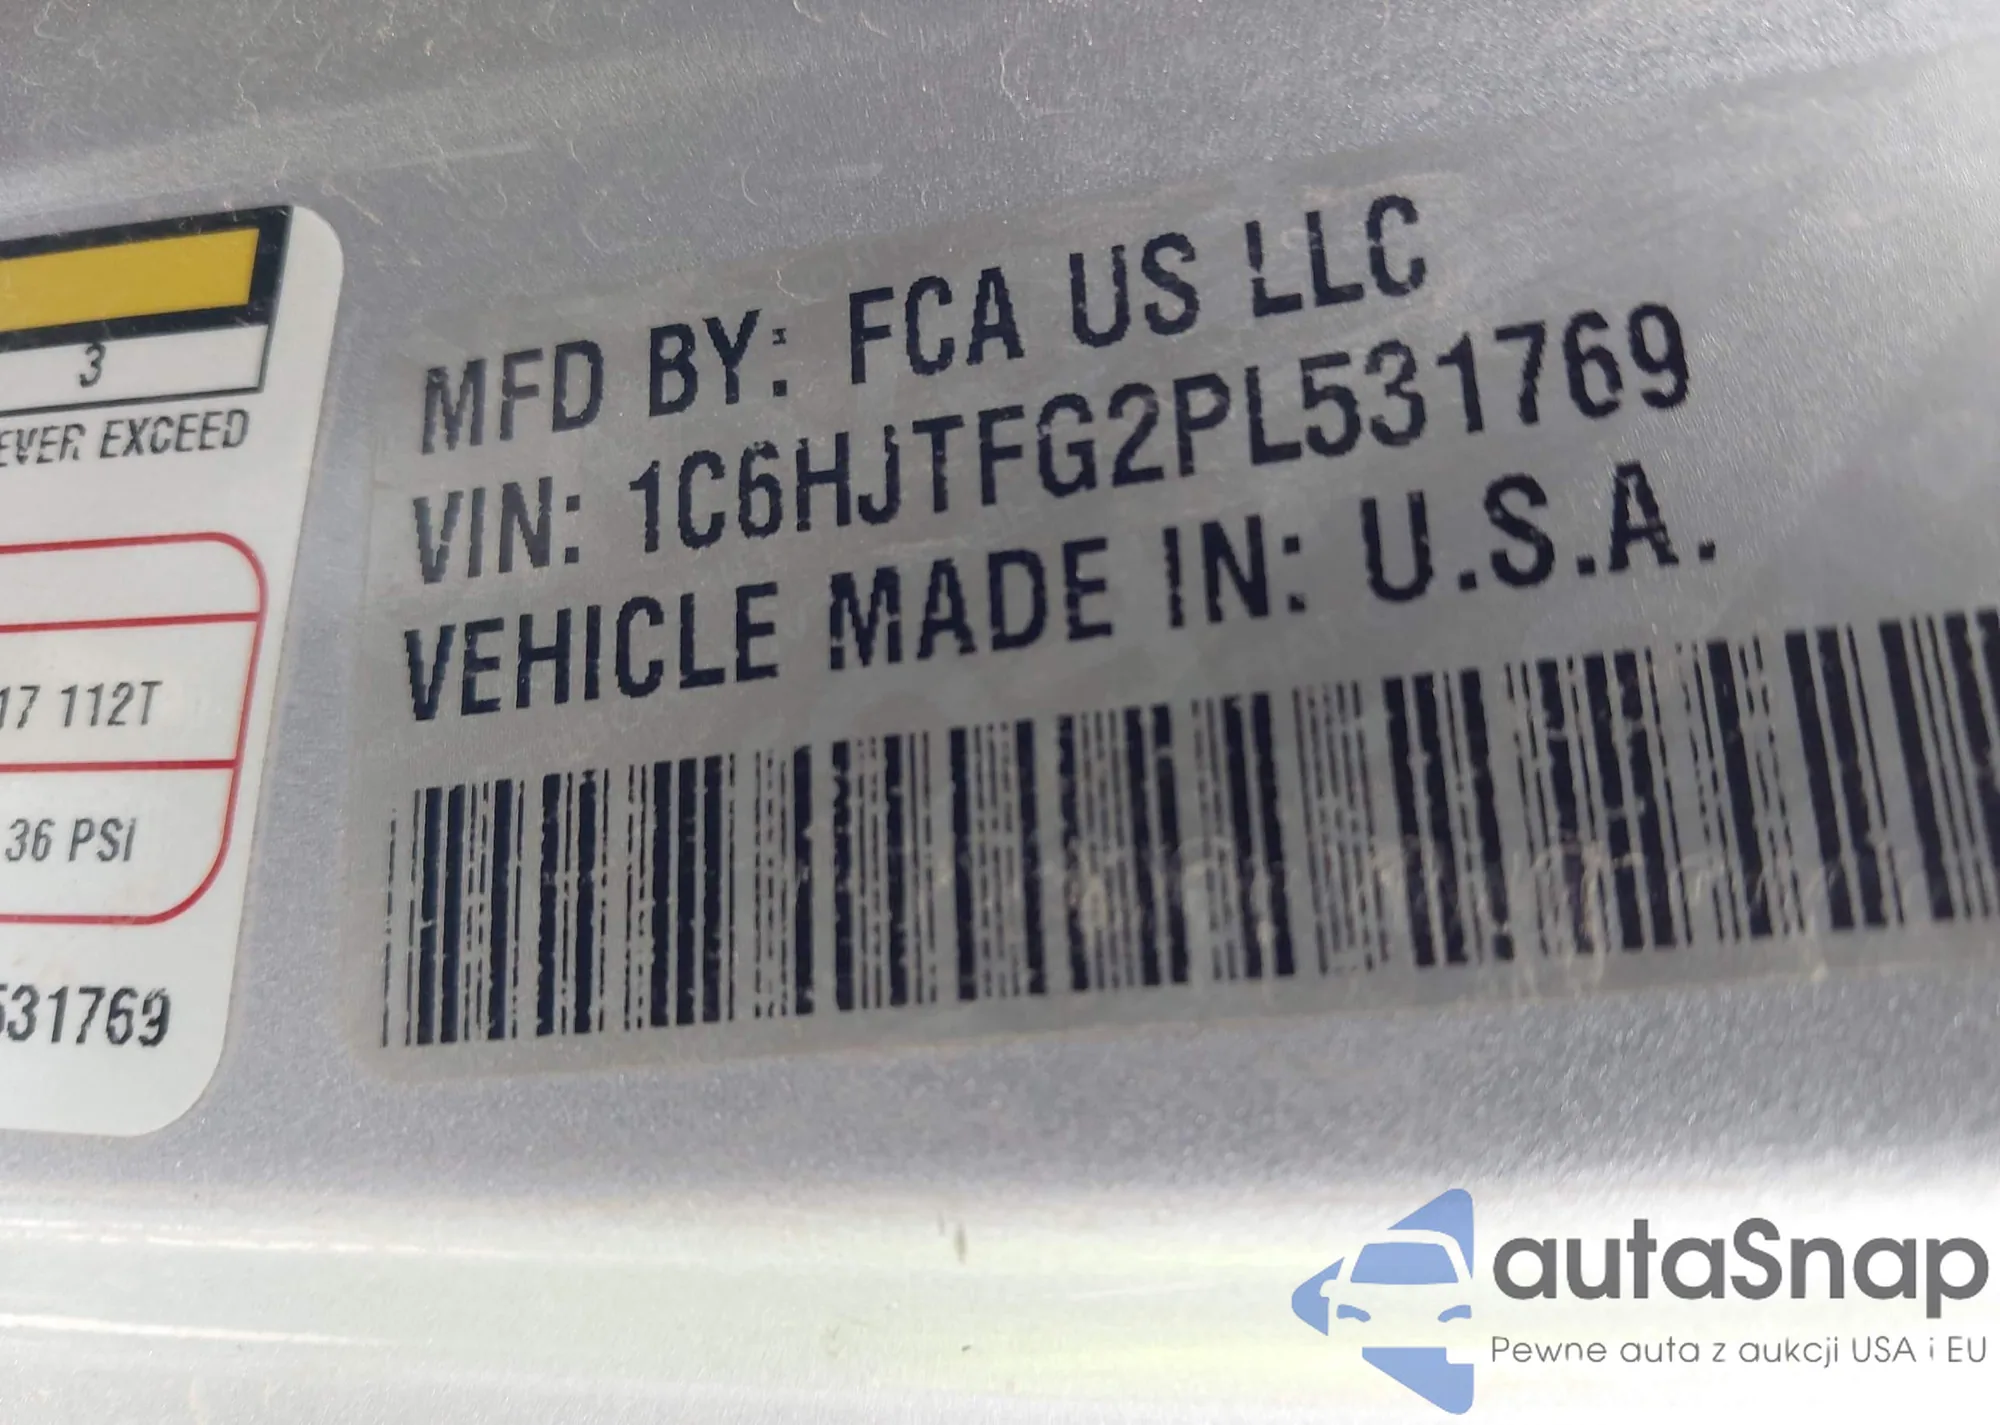 3
EVER EXCEED
17 112T
36 PSI
531769
MFD BY: FCA US LLC
VIN: 1C6HJTFG2PL531769
VEHICLE MADE IN: U.S.A.
autaSnap
Pewne auta z aukcji USA i EU